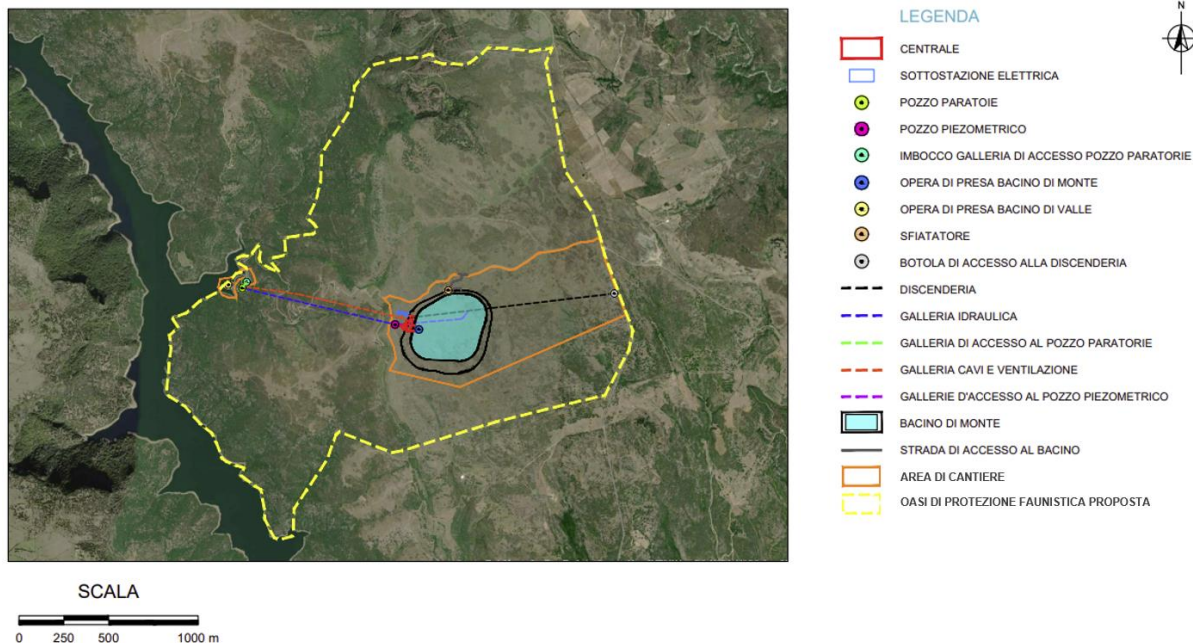 LEGENDA
N
CENTRALE
SOTTOSTAZIONE ELETTRICA
POZZO PARATOIE
POZZO PIEZOMETRICO
IMBOCCO GALLERIA DI ACCESSO POZZO PARATORIE
OPERA DI PRESA BACINO DI MONTE
OPERA DI PRESA BACINO DI VALLE
SFIATATORE
BOTOLA DI ACCESSO ALLA DISCENDERIA
DISCENDERIA
GALLERIA IDRAULICA
GALLERIA DI ACCESSO AL POZZO PARATORIE
GALLERIA CAVI E VENTILAZIONE
GALLERIE D'ACCESSO AL POZZO PIEZOMETRICO
BACINO DI MONTE
STRADA DI ACCESSO AL BACINO
AREA DI CANTIERE
OASI DI PROTEZIONE FAUNISTICA PROPOSTA
SCALA
0 250 500 1000 m